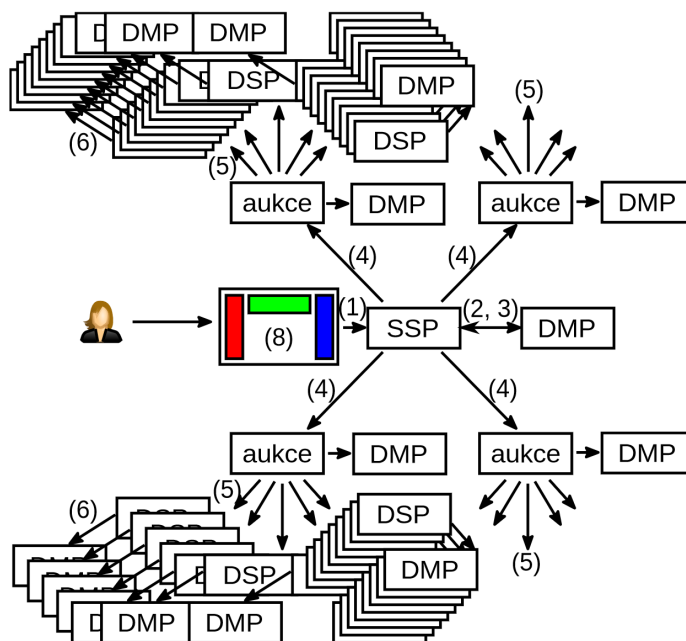 DMP
DMP
DSP
DMP
DSP
(6)
(5)
(5)
aukce
DMP
aukce
DMP
(4)
(4)
(8)
(1)
SSP
(2, 3)
DMP
(4)
(4)
aukce
DMP
aukce
DMP
(6)
(5)
DSP
DSP
DMP
(5)
DMP
DMP